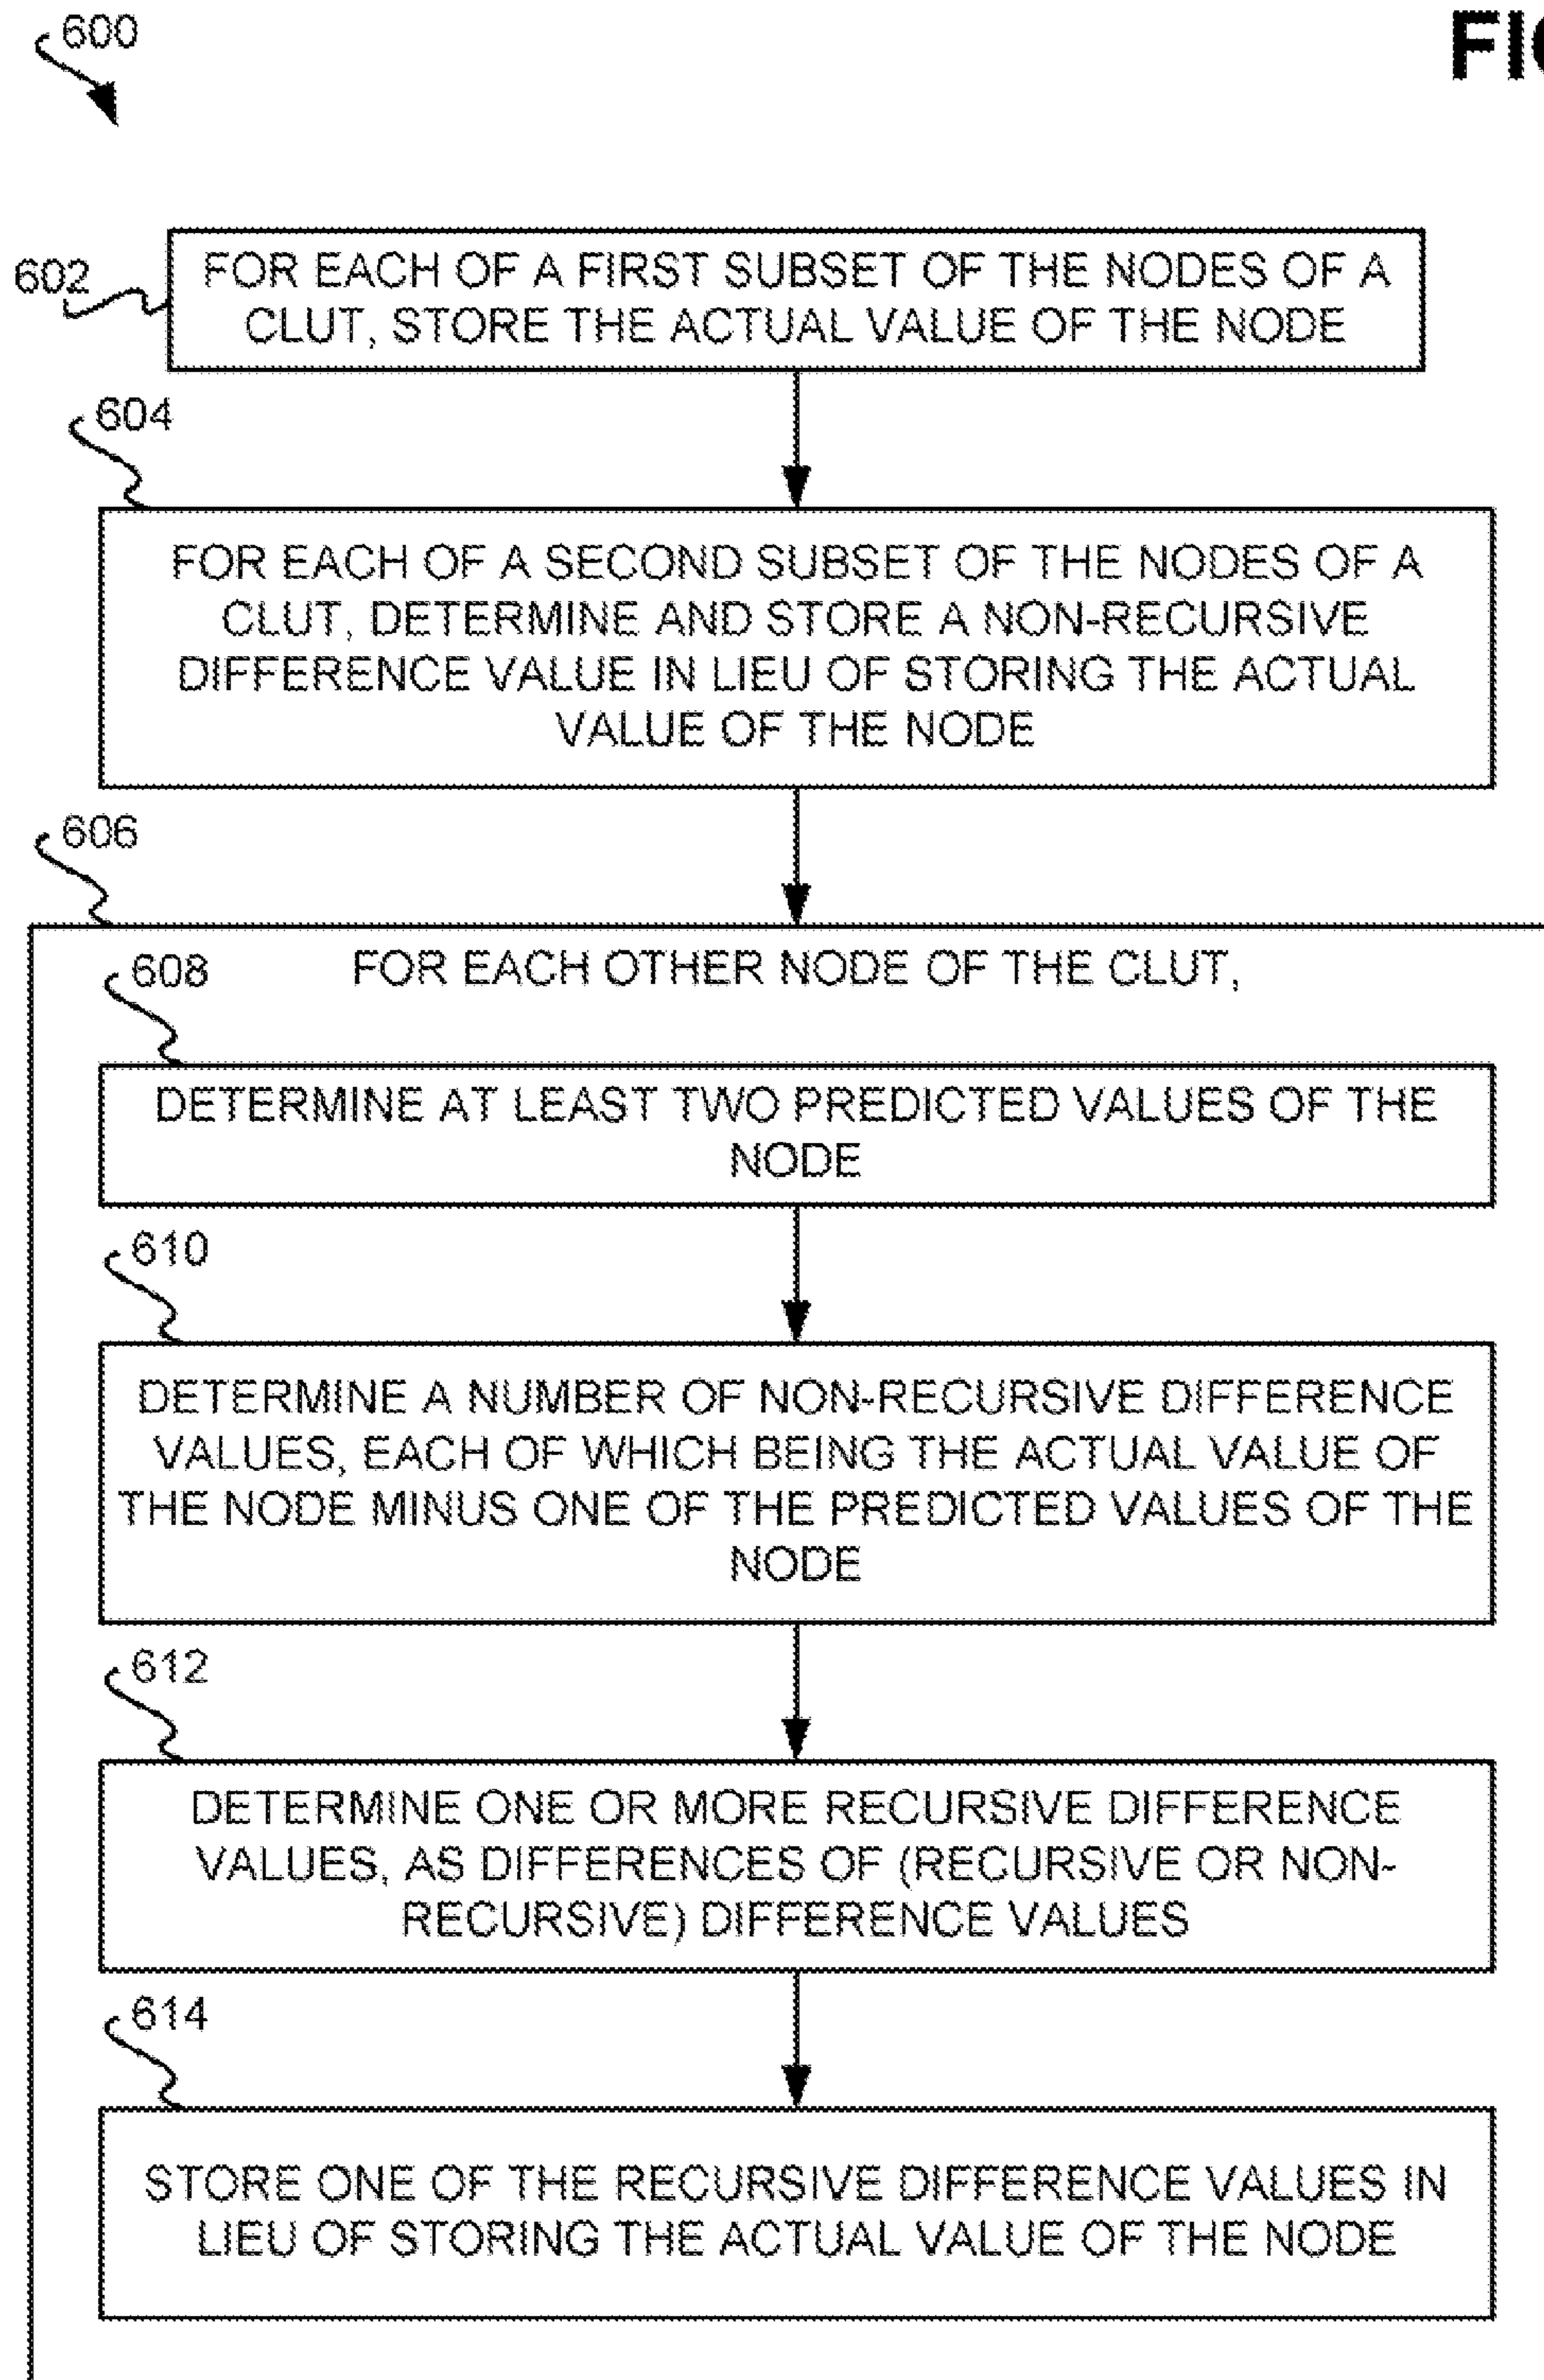 600
FIG
602
FOR EACH OF A FIRST SUBSET OF THE NODES OF A
CLUT, STORE THE ACTUAL VALUE OF THE NODE
604
FOR EACH OF A SECOND SUBSET OF THE NODES OF A
CLUT, DETERMINE AND STORE A NON-RECURSIVE
DIFFERENCE VALUE IN LIEU OF STORING THE ACTUAL
VALUE OF THE NODE
606
FOR EACH OTHER NODE OF THE CLUT,
608
DETERMINE AT LEAST TWO PREDICTED VALUES OF THE
NODE
610
DETERMINE A NUMBER OF NON-RECURSIVE DIFFERENCE
VALUES, EACH OF WHICH BEING THE ACTUAL VALUE OF
THE NODE MINUS ONE OF THE PREDICTED VALUES OF THE
NODE
612
DETERMINE ONE OR MORE RECURSIVE DIFFERENCE
VALUES, AS DIFFERENCES OF (RECURSIVE OR NON-
RECURSIVE) DIFFERENCE VALUES
614
STORE ONE OF THE RECURSIVE DIFFERENCE VALUES IN
LIEU OF STORING THE ACTUAL VALUE OF THE NODE